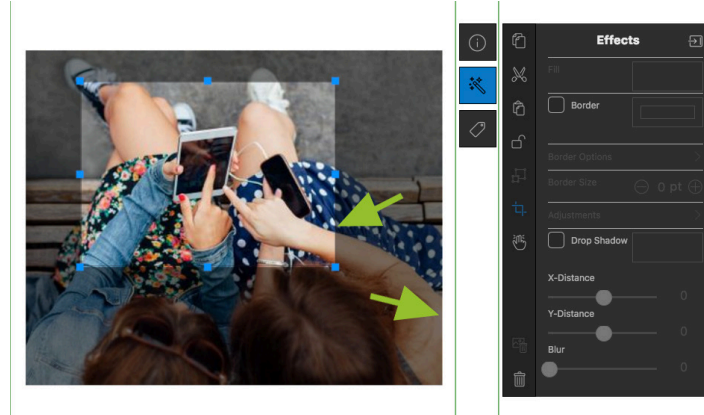 Effects
Fill
Border
Border Options
Border Size
0 pt
Adjustments
Drop Shadow
X-Distance
0
Y-Distance
0
Blur
0